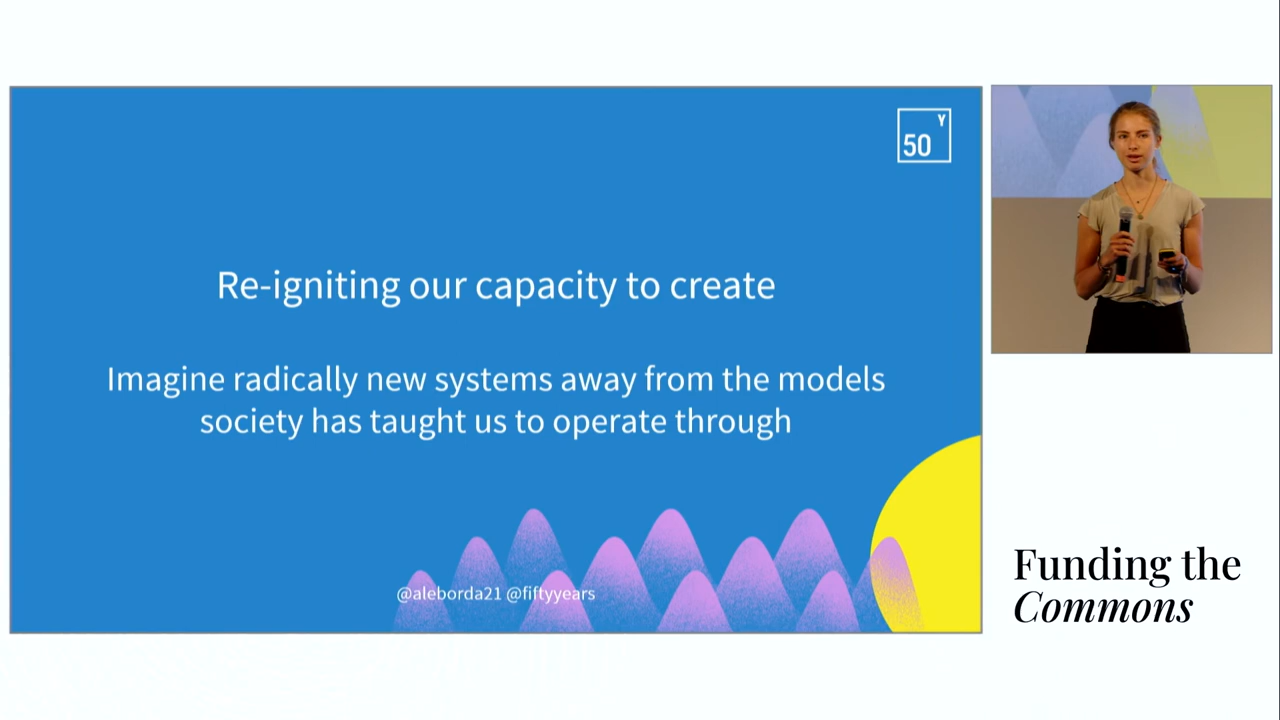 50
Y
Re-igniting our capacity to create
Imagine radically new systems away from the models
society has taught us to operate through
@aleborda21 @fiftyyears
Funding the
Commons